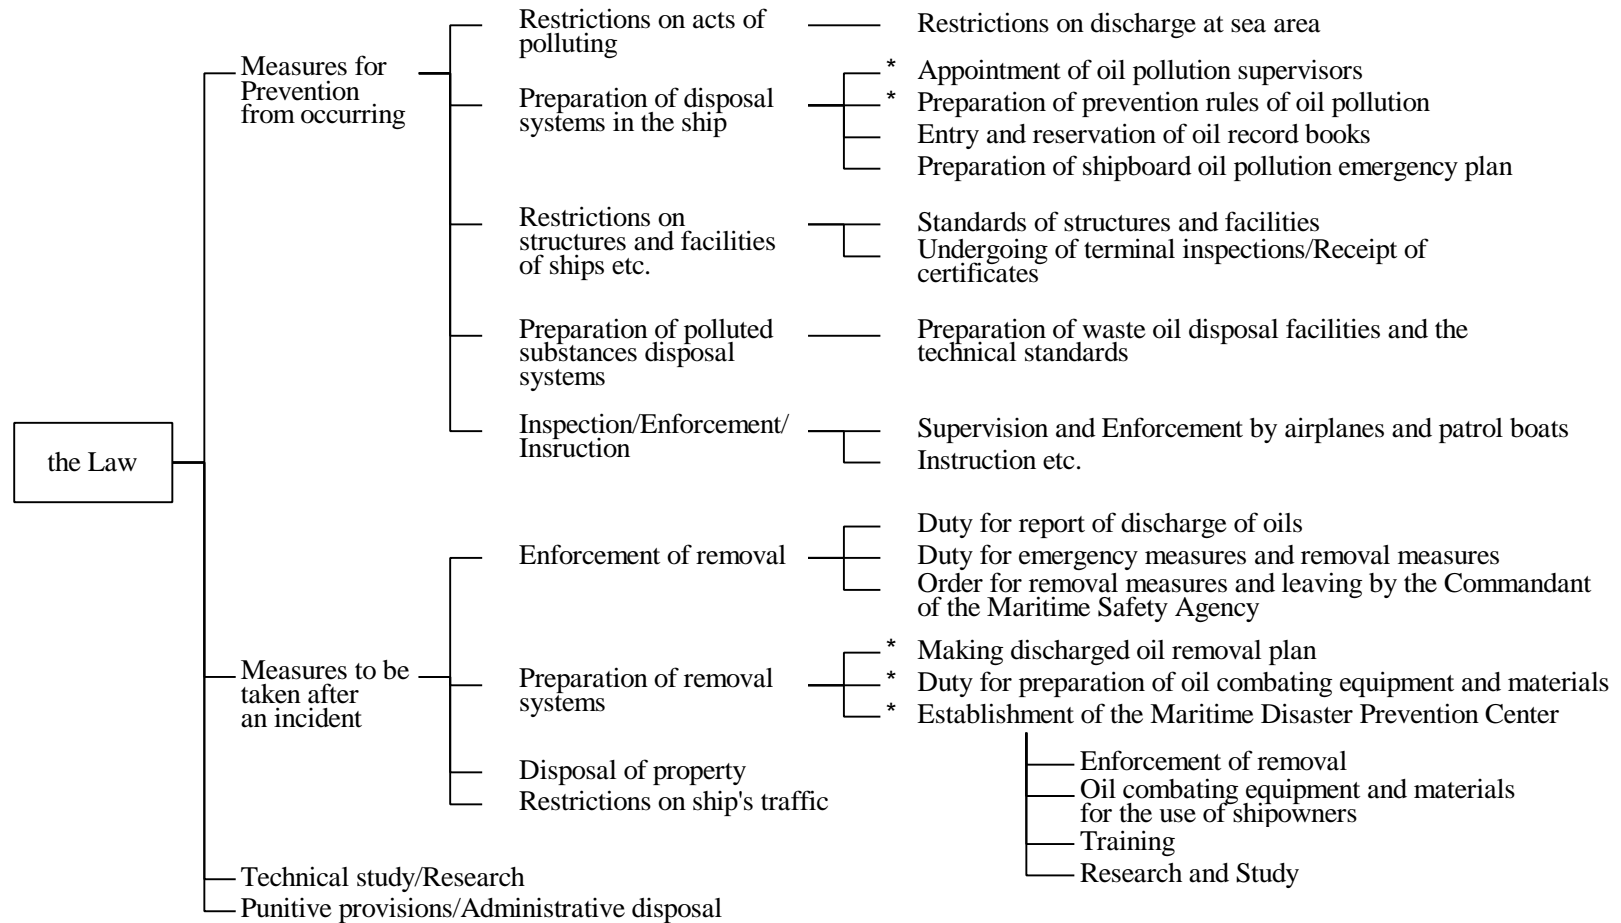 Restrictions on acts of
polluting
Restrictions on discharge at sea area
Measures for
Prevention
from occurring
* Appointment of oil pollution supervisors
Preparation of disposal
systems in the ship
* Preparation of prevention rules of oil pollution
Entry and reservation of oil record books
Preparation of shipboard oil pollution emergency plan
Restrictions on
structures and facilities
of ships etc.
Standards of structures and facilities
Undergoing of terminal inspections/Receipt of
certificates
Preparation of polluted
substances disposal
systems
Preparation of waste oil disposal facilities and the
technical standards
Inspection/Enforcement/
Insruction
Supervision and Enforcement by airplanes and patrol boats
Instruction etc.
the Law
Enforcement of removal
Duty for report of discharge of oils
Duty for emergency measures and removal measures
Order for removal measures and leaving by the Commandant
of the Maritime Safety Agency
Measures to be
taken after
an incident
Preparation of removal
systems
* Making discharged oil removal plan
* Duty for preparation of oil combating equipment and materials
* Establishment of the Maritime Disaster Prevention Center
Enforcement of removal
Oil combating equipment and materials
for the use of shipowners
Training
Research and Study
Disposal of property
Restrictions on ship's traffic
Technical study/Research
Punitive provisions/Administrative disposal